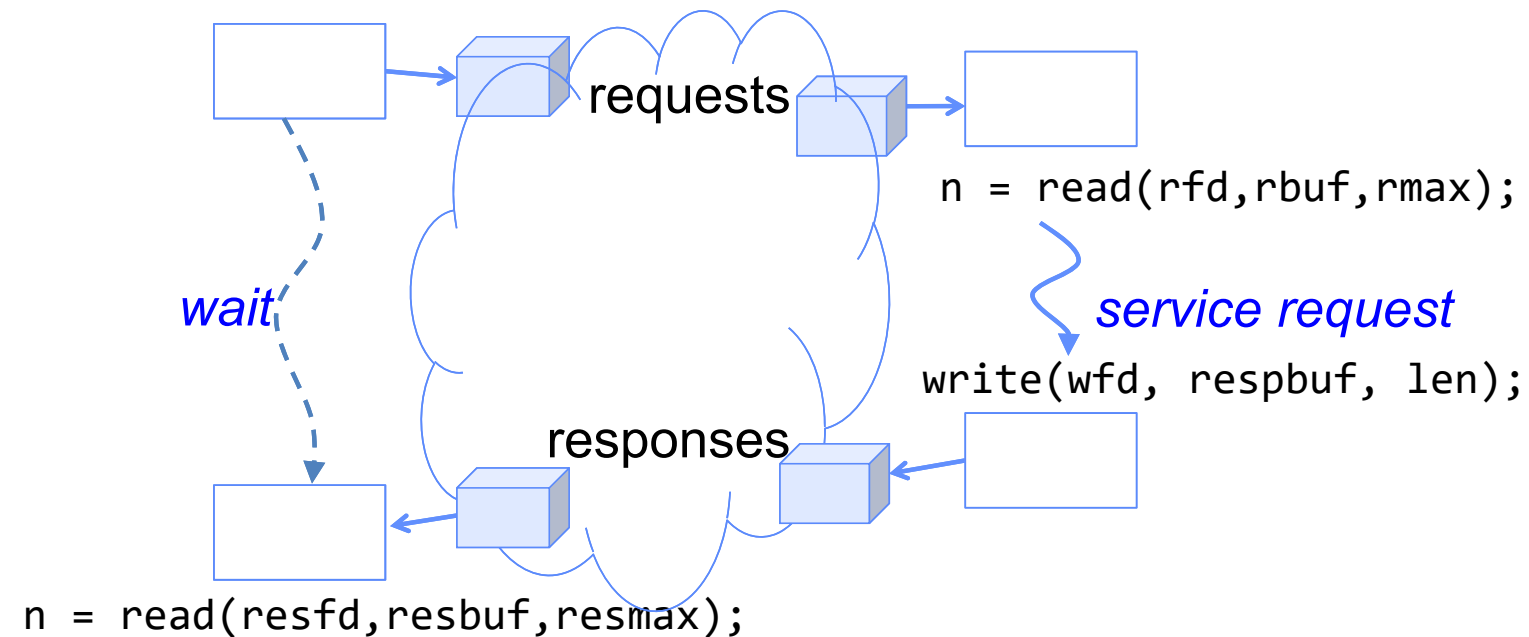 requests
n = read(rfd,rbuf,rmax);
wait
service request
write(wfd, respbuf, len);
responses
n = read(resfd,resbuf,resmax);